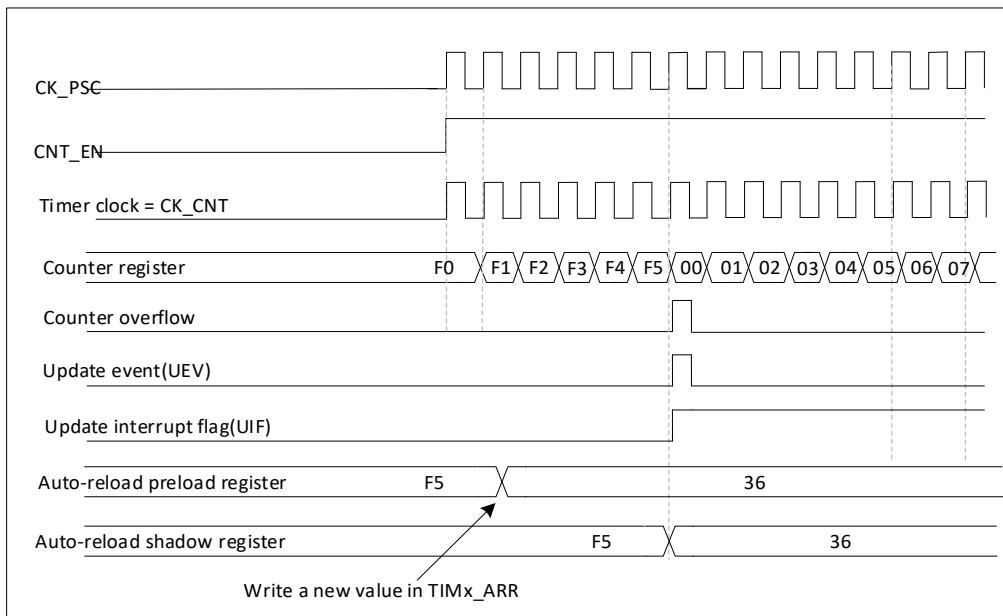 CK_PSC
CNT_EN
Timer clock = CK_CNT
Counter register F0 F1 F2 F3 F4 F5 00 01 02 03 04 05 06 07
Counter overflow
Update event(UEV)
Update interrupt flag(UIF)
Auto-reload preload register F5 36
Auto-reload shadow register F5 36
Write a new value in TIMx_ARR